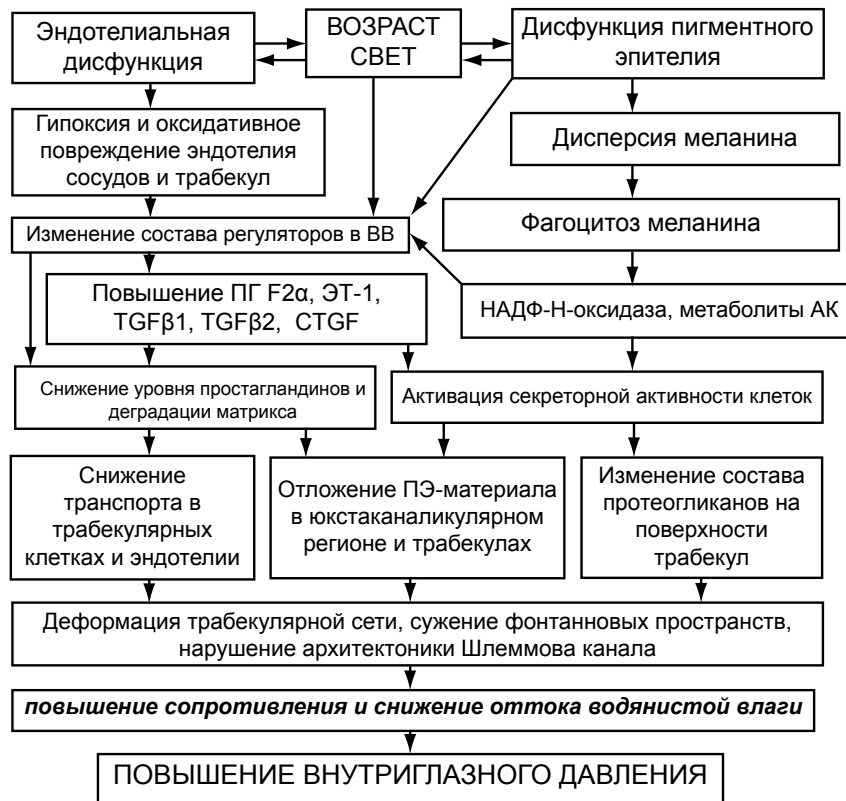 Эндотелиальная
дисфункция
ВОЗРАСТ
СВЕТ
Дисфункция пигментного
эпителия
Гипоксия и оксидативное
повреждение эндотелия
сосудов и трабекул
Дисперсия меланина
Фагоцитоз меланина
Изменение состава регуляторов в ВВ
Повышение ПГ F2α, ЭТ-1,
TGFβ1, TGFβ2, CTGF
НАДФ-Н-оксидаза, метаболиты АК
Снижение уровня простагландинов и
деградации матрикса
Активация секреторной активности клеток
Снижение
транспорта в
трабекулярных
клетках и эндотелии
Отложение ПЭ-материала
в юкстаканаликулярном
регионе и трабекулах
Изменение состава
протеогликанов на
поверхности
трабекул
Деформация трабекулярной сети, сужение фонтанновых пространств,
нарушение архитектоники Шлеммова канала
повышение сопротивления и снижение оттока водянистой влаги
ПОВЫШЕНИЕ ВНУТРИГЛАЗНОГО ДАВЛЕНИЯ